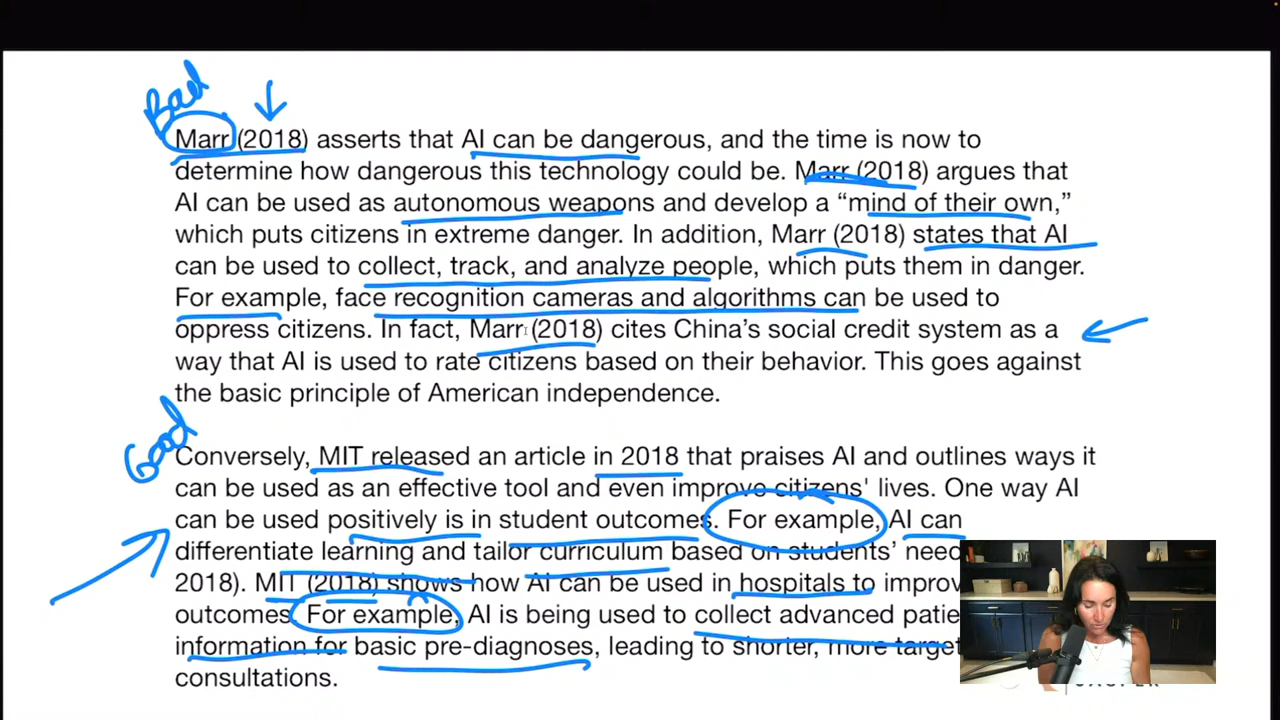 Bad
Marr (2018) asserts that AI can be dangerous, and the time is now to
determine how dangerous this technology could be. Marr (2018) argues that
AI can be used as autonomous weapons and develop a “mind of their own,”
which puts citizens in extreme danger. In addition, Marr (2018) states that AI
can be used to collect, track, and analyze people, which puts them in danger.
For example, face recognition cameras and algorithms can be used to
oppress citizens. In fact, Marr (2018) cites China’s social credit system as a
way that AI is used to rate citizens based on their behavior. This goes against
the basic principle of American independence.
Good
Conversely, MIT released an article in 2018 that praises AI and outlines ways it
can be used as an effective tool and even improve citizens' lives. One way AI
can be used positively is in student outcomes. For example, AI can
differentiate learning and tailor curriculum based on students’ need
2018). MIT (2018) shows how AI can be used in hospitals to improv
outcomes. For example, AI is being used to collect advanced patie
information for basic pre-diagnoses, leading to shorter, more target
consultations.